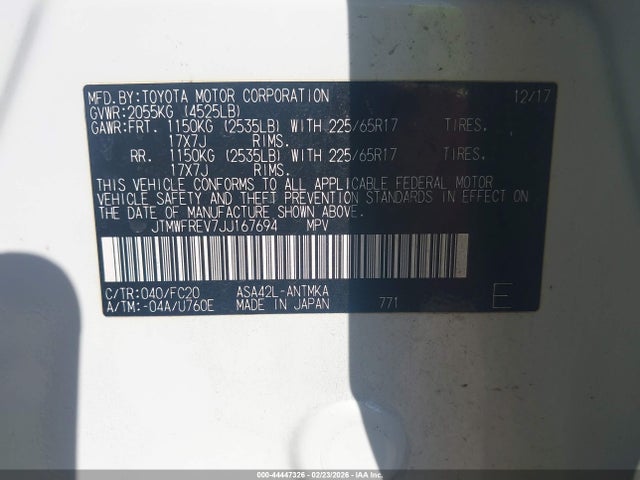 MFD.BY:TOYOTA MOTOR CORPORATION 12/17
GVWR:2055KG (4525LB)
GAWR:FRT. 1150KG (2535LB) WITH 225/65R17 TIRES.
17X7J RIMS.
RR. 1150KG (2535LB) WITH 225/65R17 TIRES.
17X7J RIMS.
THIS VEHICLE CONFORMS TO ALL APPLICABLE FEDERAL MOTOR
VEHICLE SAFETY AND THEFT PREVENTION STANDARDS IN EFFECT ON
THE DATE OF MANUFACTURE SHOWN ABOVE.
JTMWFREV7JJ167694 MPV
C/TR:040/FC20 ASA42L-ANTMKA
A/TM:-04A/U760E MADE IN JAPAN 771 E
000-44447326 - 02/23/2026 - © IAA Inc. -